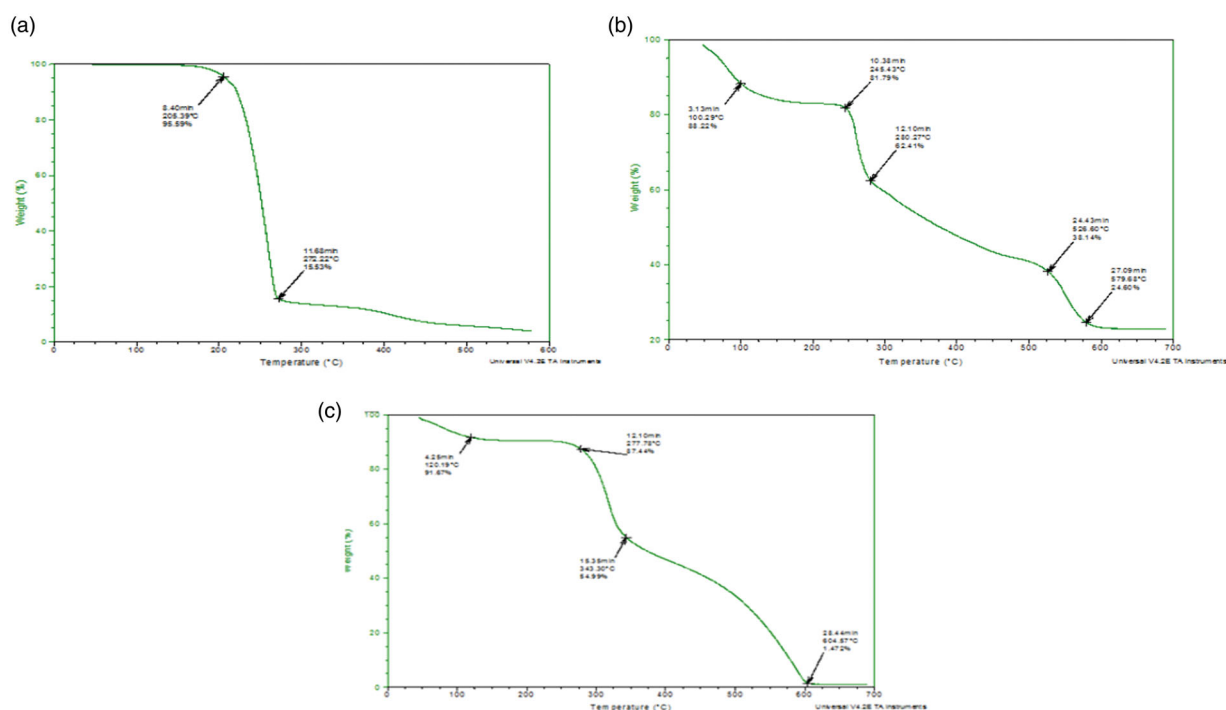 (a)
100
80
60
40
20
0
Weight (%)
8.40min
205.39°C
95.59%
11.68min
272.22°C
15.53%
0 100 200 300 400 500 600
Temperature (°C)
Universal V4.2E TA Instruments
(b)
100
80
60
40
20
Weight (%)
3.13min
100.29°C
88.22%
10.38min
245.43°C
81.79%
12.10min
280.27°C
62.41%
24.43min
525.60°C
38.14%
27.09min
579.68°C
24.60%
0 100 200 300 400 500 600 700
Temperature (°C)
Universal V4.2E TA Instruments
(c)
100
80
60
40
20
0
Weight (%)
4.25min
120.19°C
91.67%
12.10min
277.78°C
87.44%
15.35min
343.30°C
54.99%
28.44min
604.87°C
1.472%
0 100 200 300 400 500 600 700
Temperature (°C)
Universal V4.2E TA Instruments